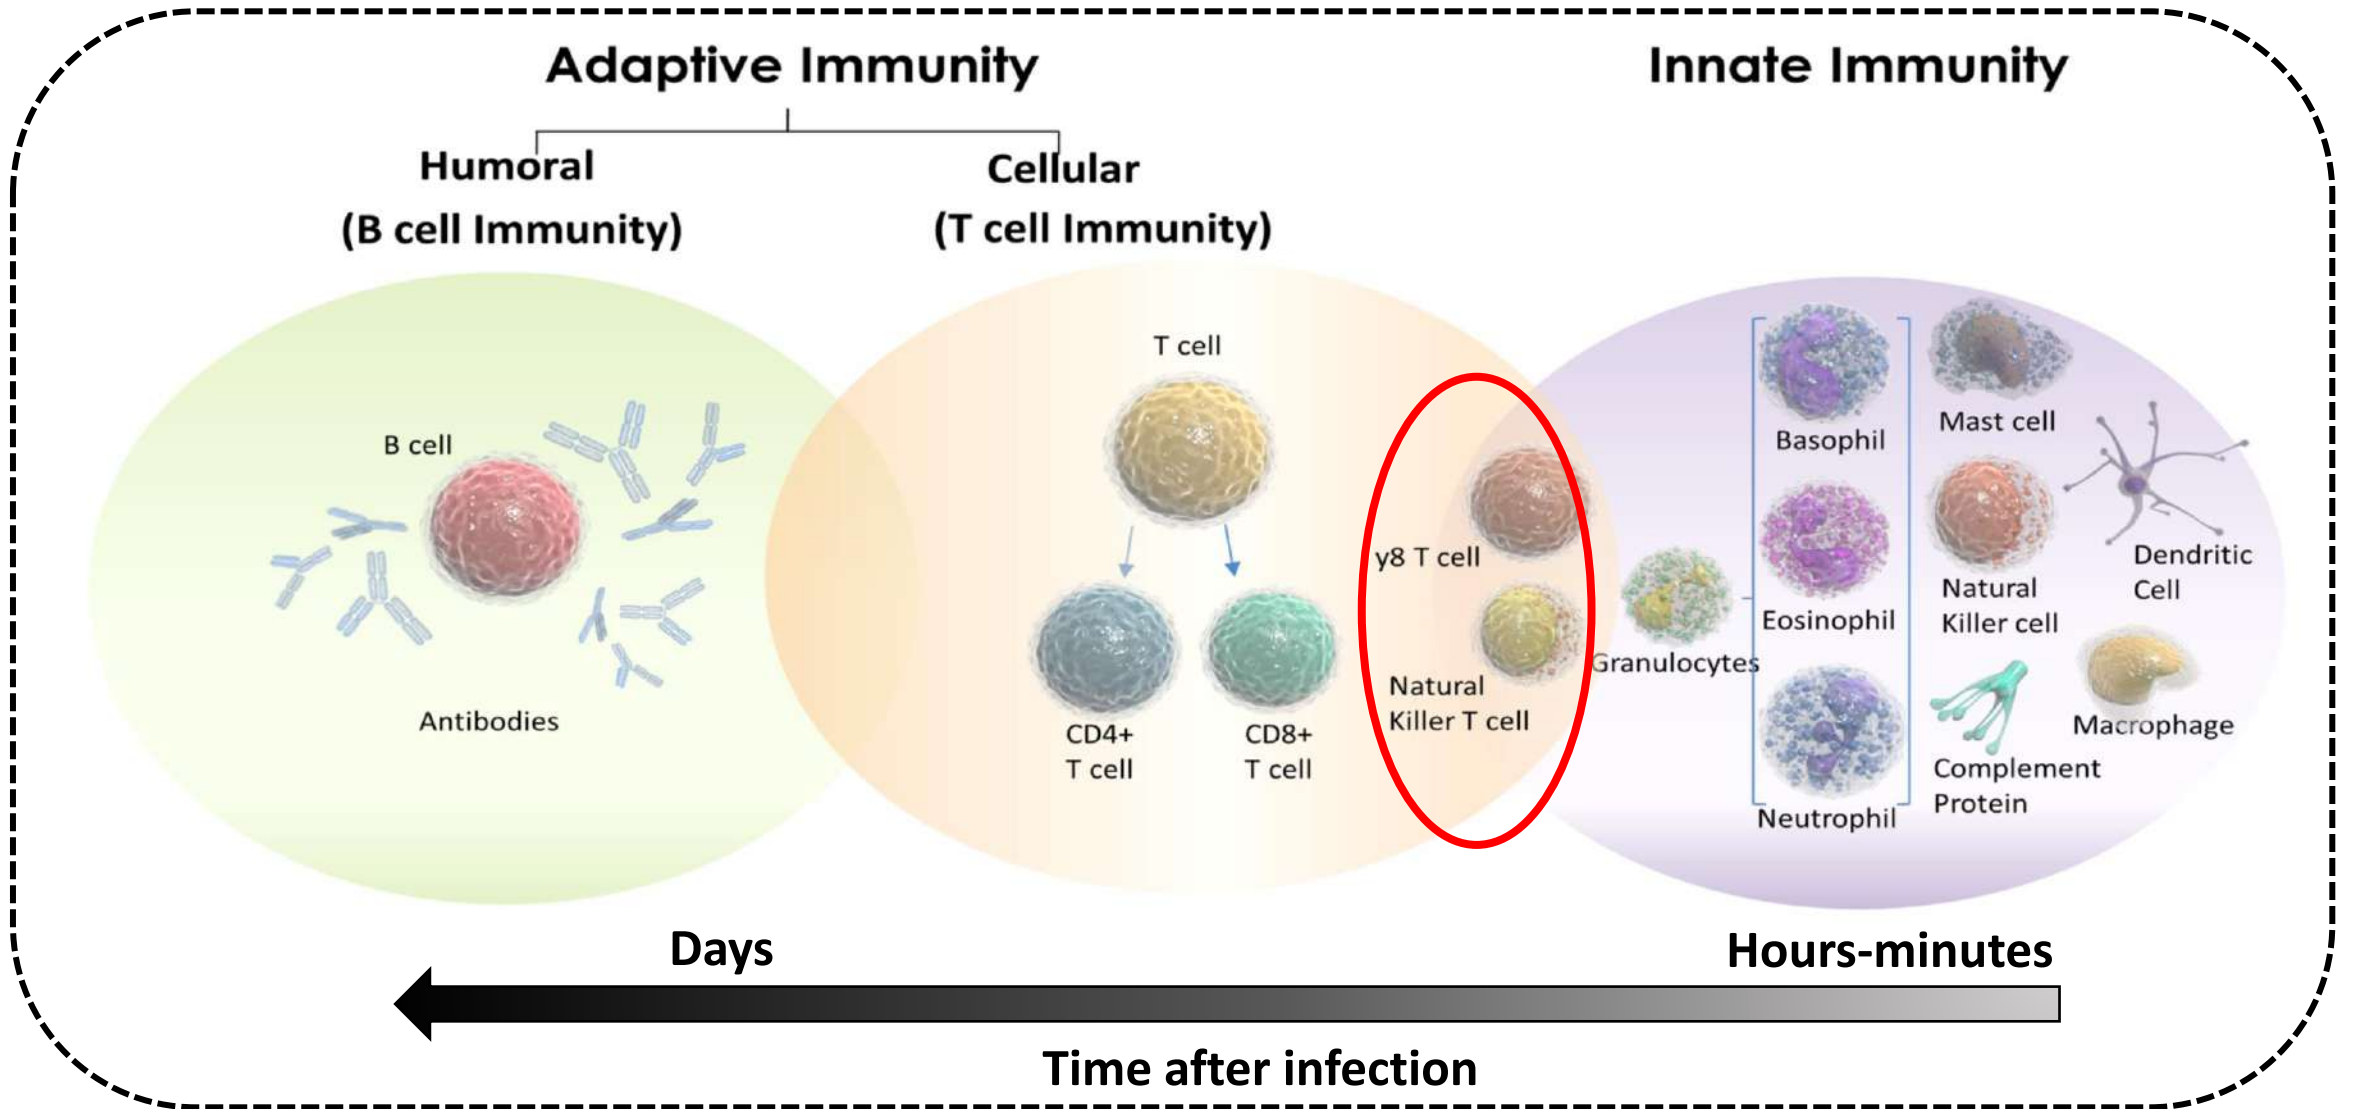 Adaptive Immunity
Innate Immunity
Humoral
(B cell Immunity)
Cellular
(T cell Immunity)
B cell
Antibodies
T cell
CD4+
T cell
CD8+
T cell
y8 T cell
Natural
Killer T cell
Granulocytes
Basophil
Eosinophil
Neutrophil
Mast cell
Natural
Killer cell
Dendritic
Cell
Complement
Protein
Macrophage
Days
Hours-minutes
Time after infection